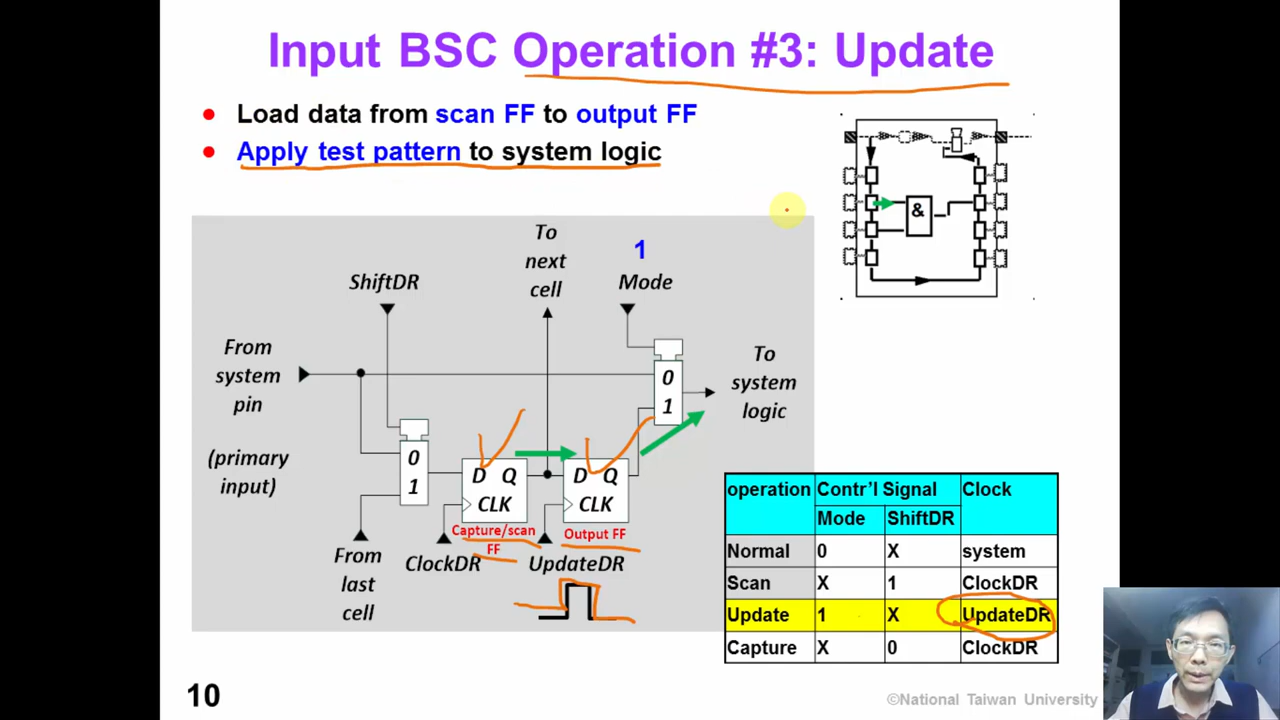 Input BSC Operation #3: Update
• Load data from scan FF to output FF
• Apply test pattern to system logic
&
To
next
cell
1
Mode
ShiftDR
From
system
pin
(primary
input)
0
1
To
system
logic
0
1
D Q
CLK
D Q
CLK
Capture/scan
FF
Output FF
From
last
cell
ClockDR
UpdateDR
operation Contr'l Signal Clock
Mode ShiftDR
Normal 0 X system
Scan X 1 ClockDR
Update 1 X UpdateDR
Capture X 0 ClockDR
10
©National Taiwan University